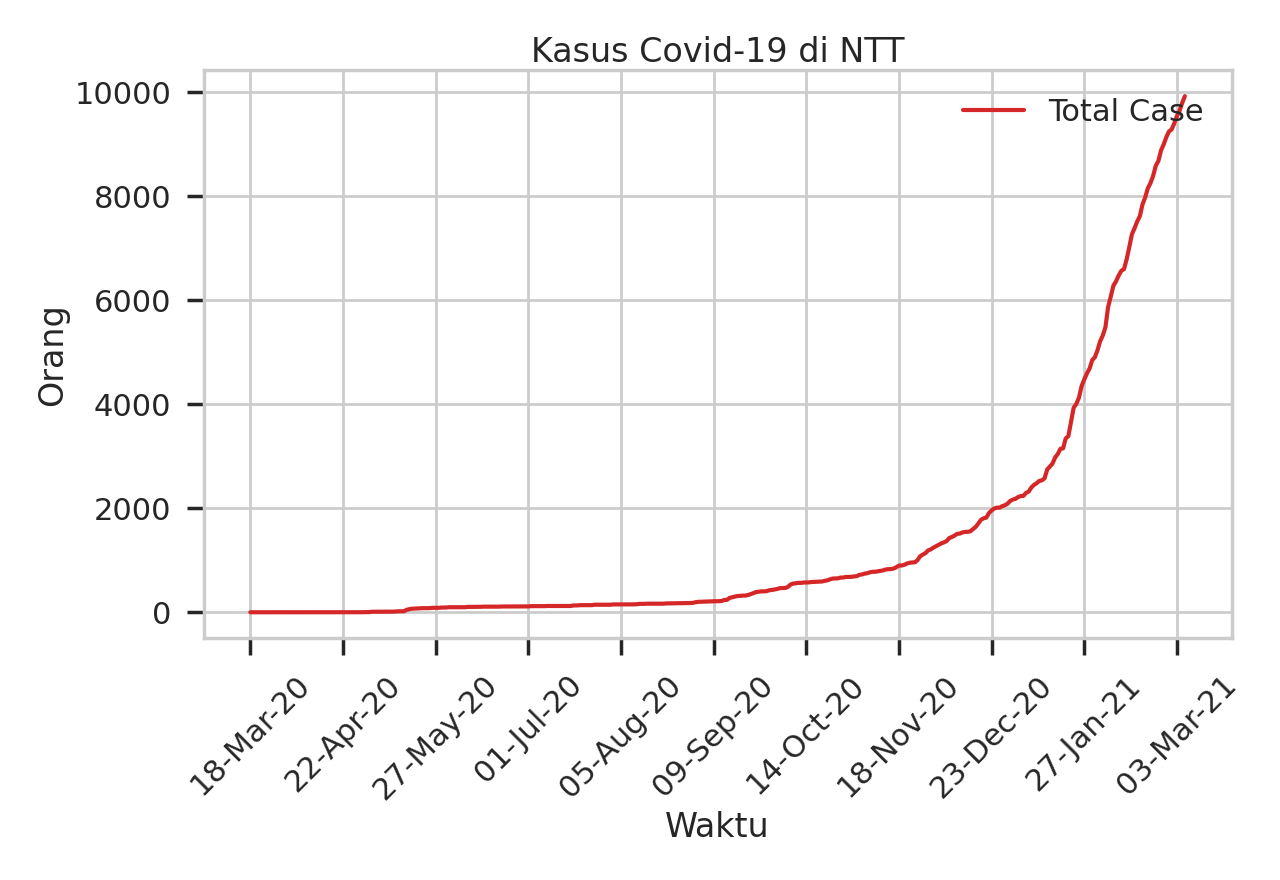 Kasus Covid-19 di NTT
10000
8000
6000
4000
2000
0
Orang
Total Case
18-Mar-20
22-Apr-20
27-May-20
01-Jul-20
05-Aug-20
09-Sep-20
14-Oct-20
18-Nov-20
23-Dec-20
27-Jan-21
03-Mar-21
Waktu